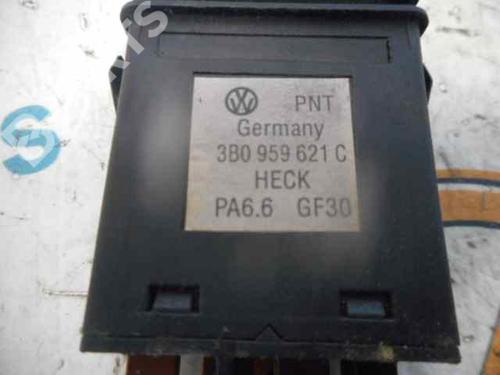 PNT
Germany
3B0 959 621 C
HECK
PA6.6 GF30